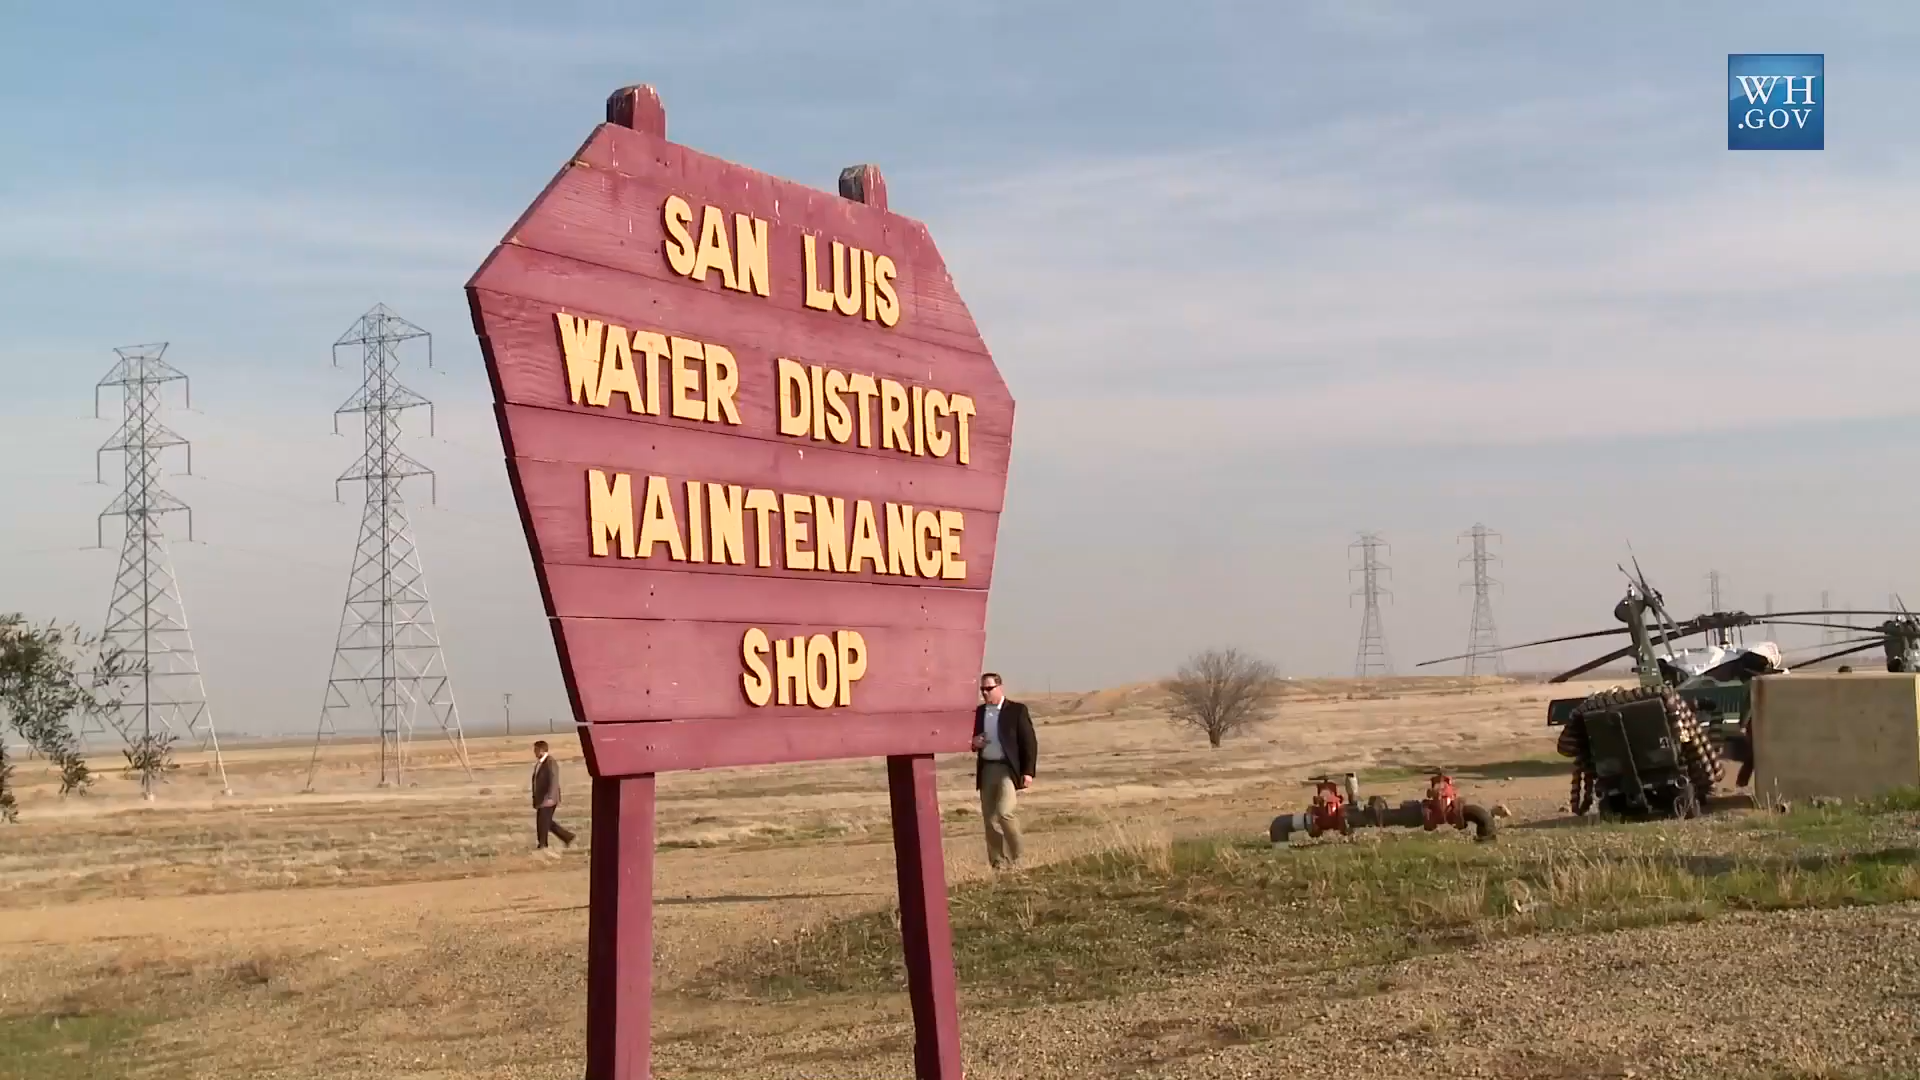 WH
.GOV
SAN LUIS
WATER DISTRICT
MAINTENANCE
SHOP